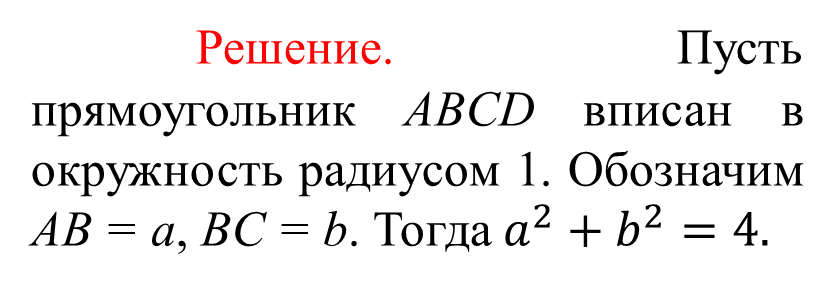 Решение. Пусть
прямоугольник ABCD вписан в
окружность радиусом 1. Обозначим
AB = a, BC = b. Тогда a² + b² = 4.